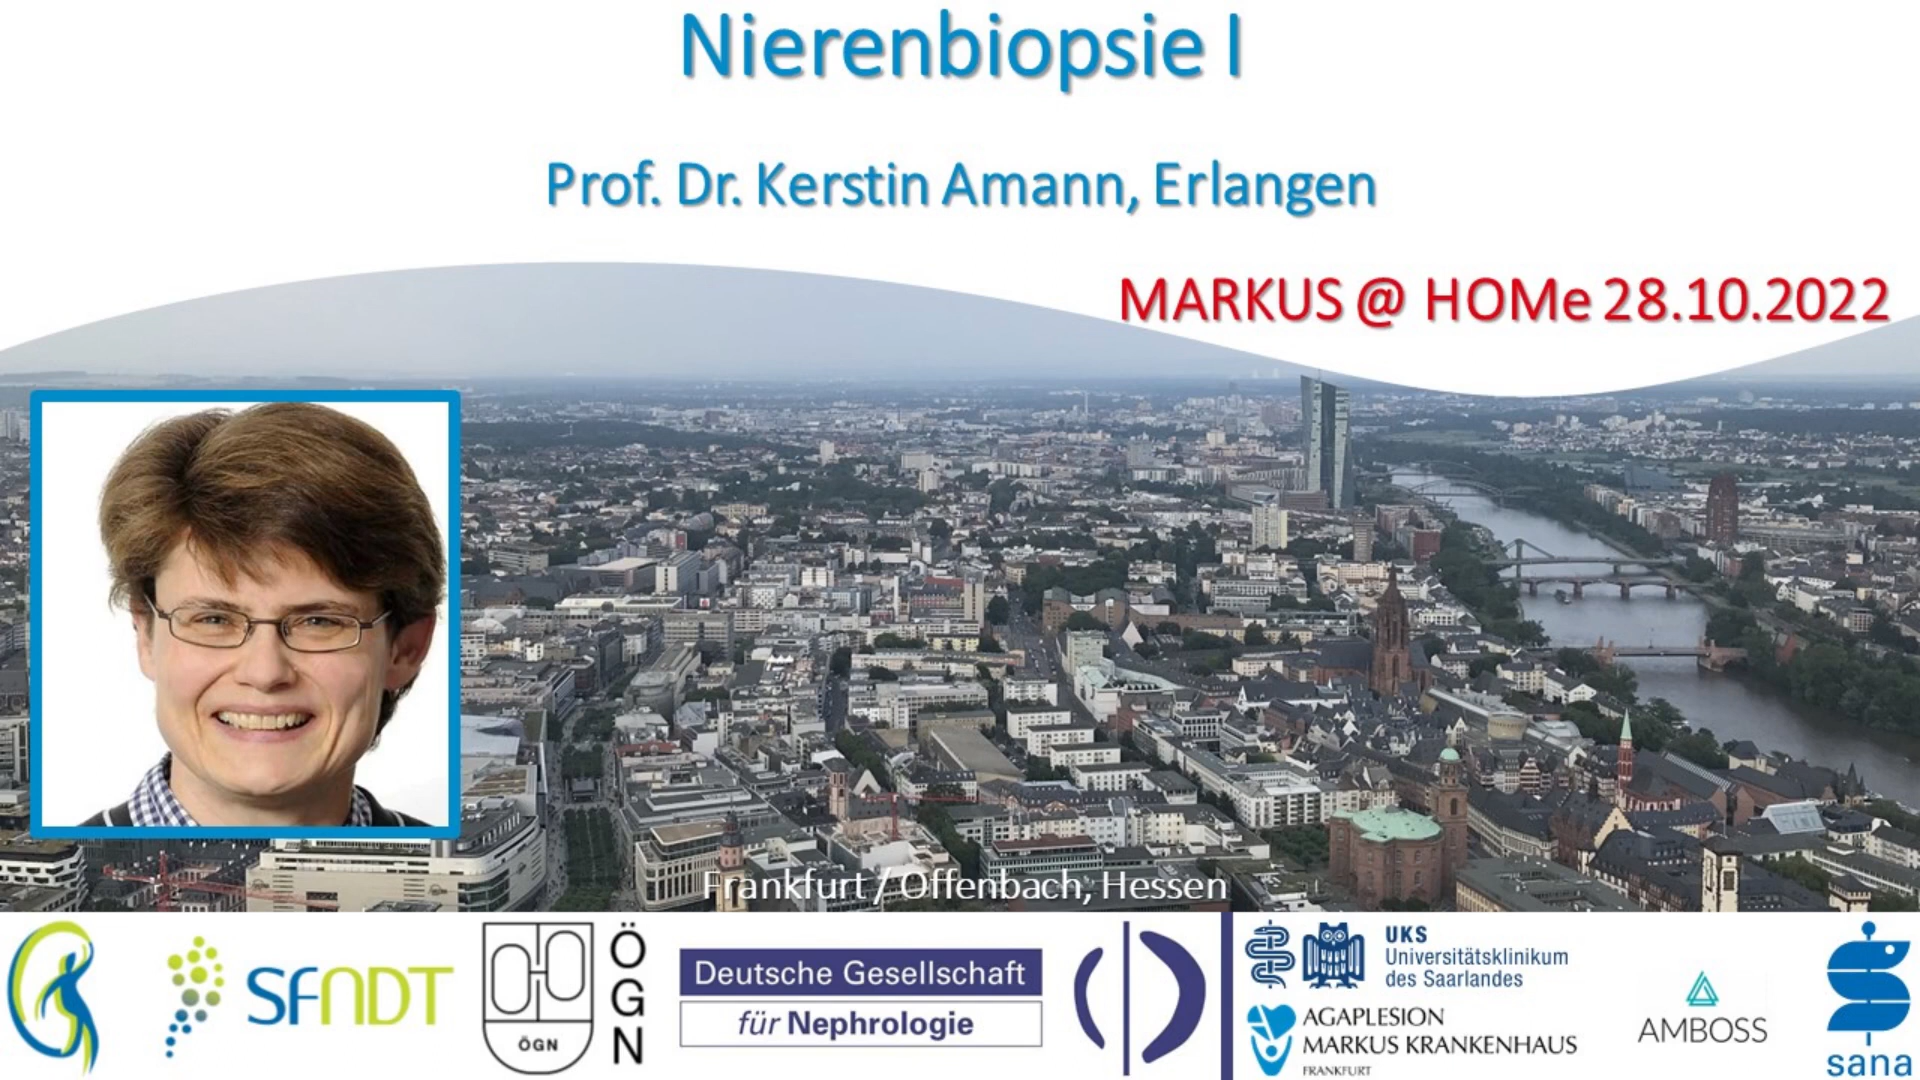 Nierenbiopsie I
Prof. Dr. Kerstin Amann, Erlangen
MARKUS @ HOMe 28.10.2022
Frankfurt / Offenbach, Hessen
SFNDT
ÖGN
ÖGN
Deutsche Gesellschaft
für Nephrologie
UKS
Universitätsklinikum
des Saarlandes
AGAPLESION
MARKUS KRANKENHAUS
FRANKFURT
AMBOSS
sana